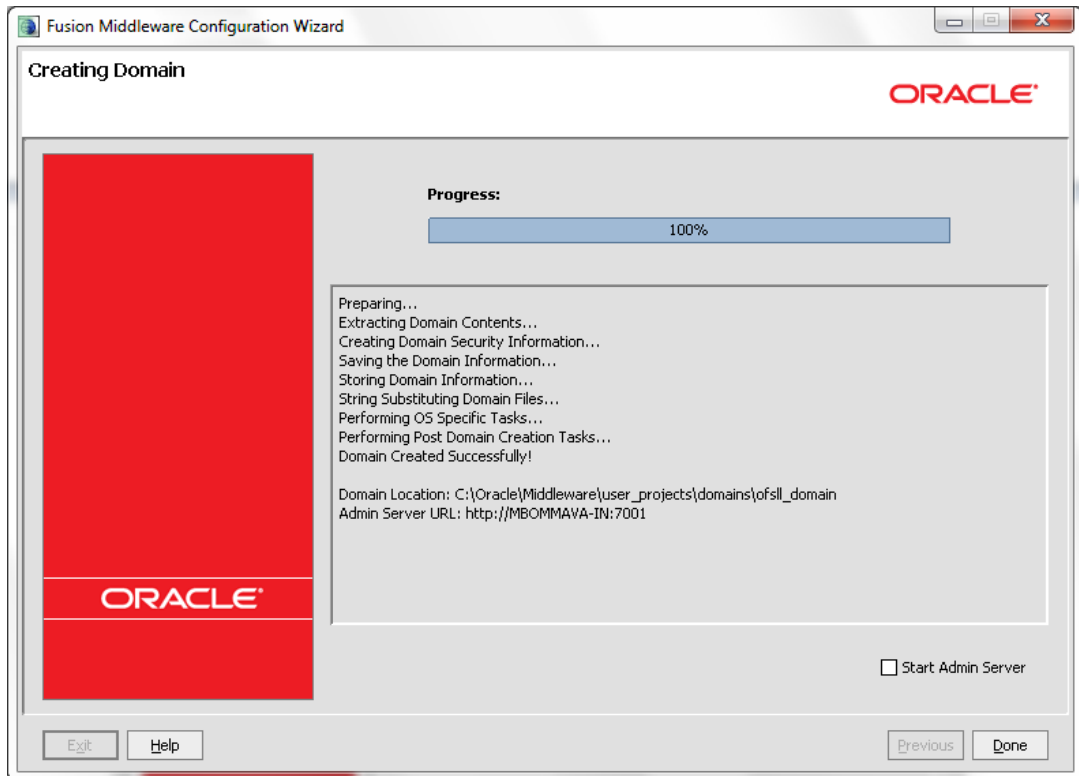 Fusion Middleware Configuration Wizard
Creating Domain
ORACLE
Progress:
100%
Preparing...
Extracting Domain Contents...
Creating Domain Security Information...
Saving the Domain Information...
Storing Domain Information...
String Substituting Domain Files...
Performing OS Specific Tasks...
Performing Post Domain Creation Tasks...
Domain Created Successfully!
Domain Location: C:\Oracle\Middleware\user_projects\domains\ofsll_domain
Admin Server URL: http://MBOMMAVA-IN:7001
ORACLE
Start Admin Server
Exit Help Previous Done